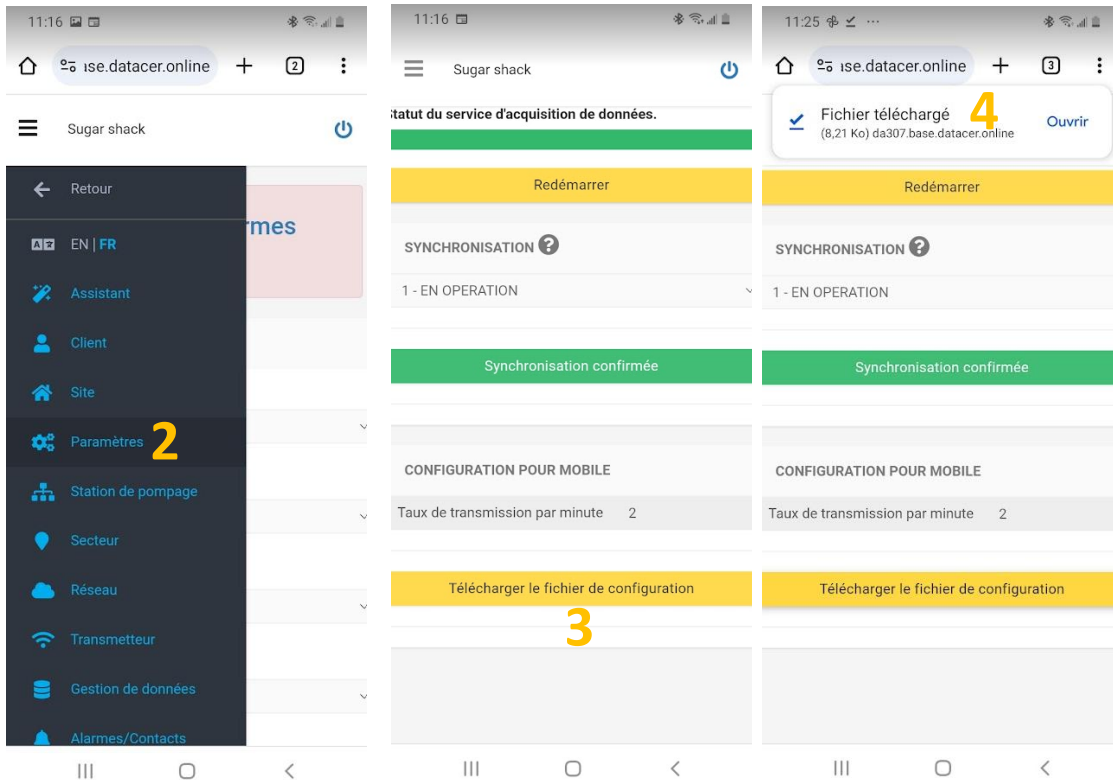 11:16
ase.datacer.online
2
Sugar shack
Retour
rmes
EN | FR
Assistant
Client
Site
Paramètres
2
Station de pompage
Secteur
Réseau
Transmetteur
Gestion de données
Alarmes/Contacts
11:16
Sugar shack
Statut du service d'acquisition de données.
Redémarrer
SYNCHRONISATION ?
1 - EN OPERATION
Synchronisation confirmée
CONFIGURATION POUR MOBILE
Taux de transmission par minute 2
Télécharger le fichier de configuration
3
11:25
ase.datacer.online
3
Fichier téléchargé
4
(8,21 Ko) da307.base.datacer.online
Ouvrir
Redémarrer
SYNCHRONISATION ?
1 - EN OPERATION
Synchronisation confirmée
CONFIGURATION POUR MOBILE
Taux de transmission par minute 2
Télécharger le fichier de configuration